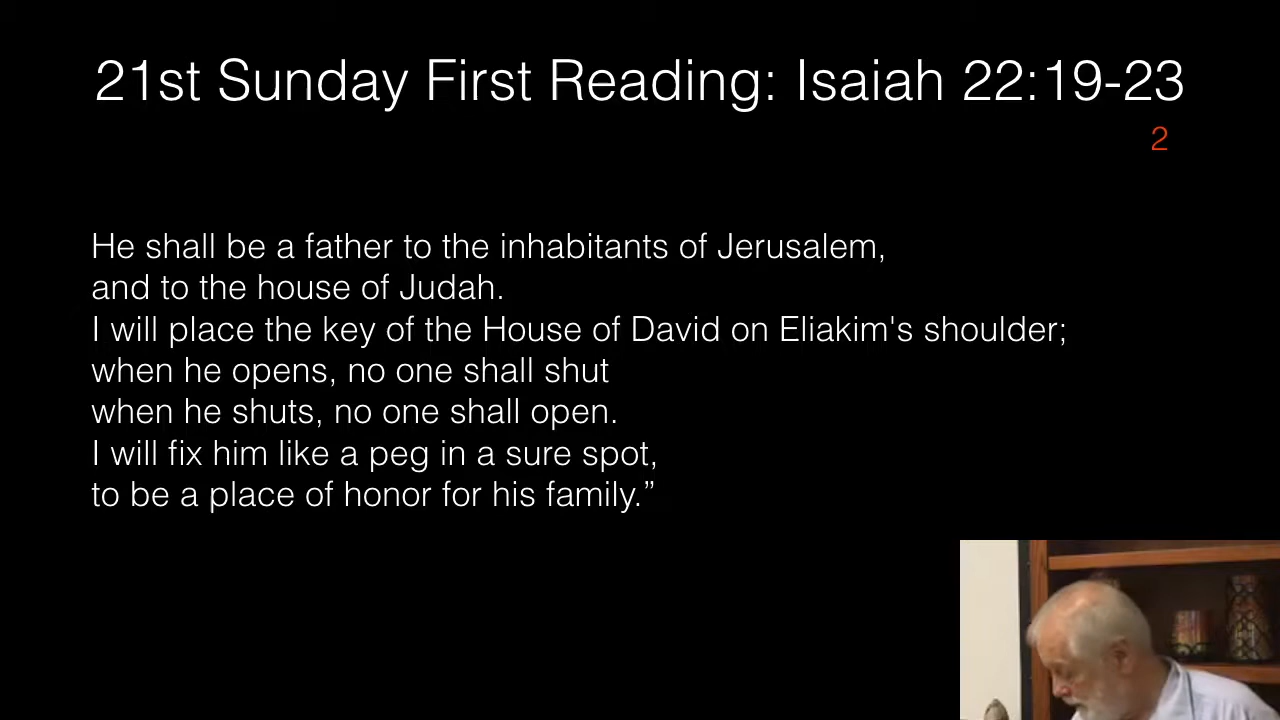 21st Sunday First Reading: Isaiah 22:19-23
2
He shall be a father to the inhabitants of Jerusalem,
and to the house of Judah.
I will place the key of the House of David on Eliakim's shoulder;
when he opens, no one shall shut
when he shuts, no one shall open.
I will fix him like a peg in a sure spot,
to be a place of honor for his family.”